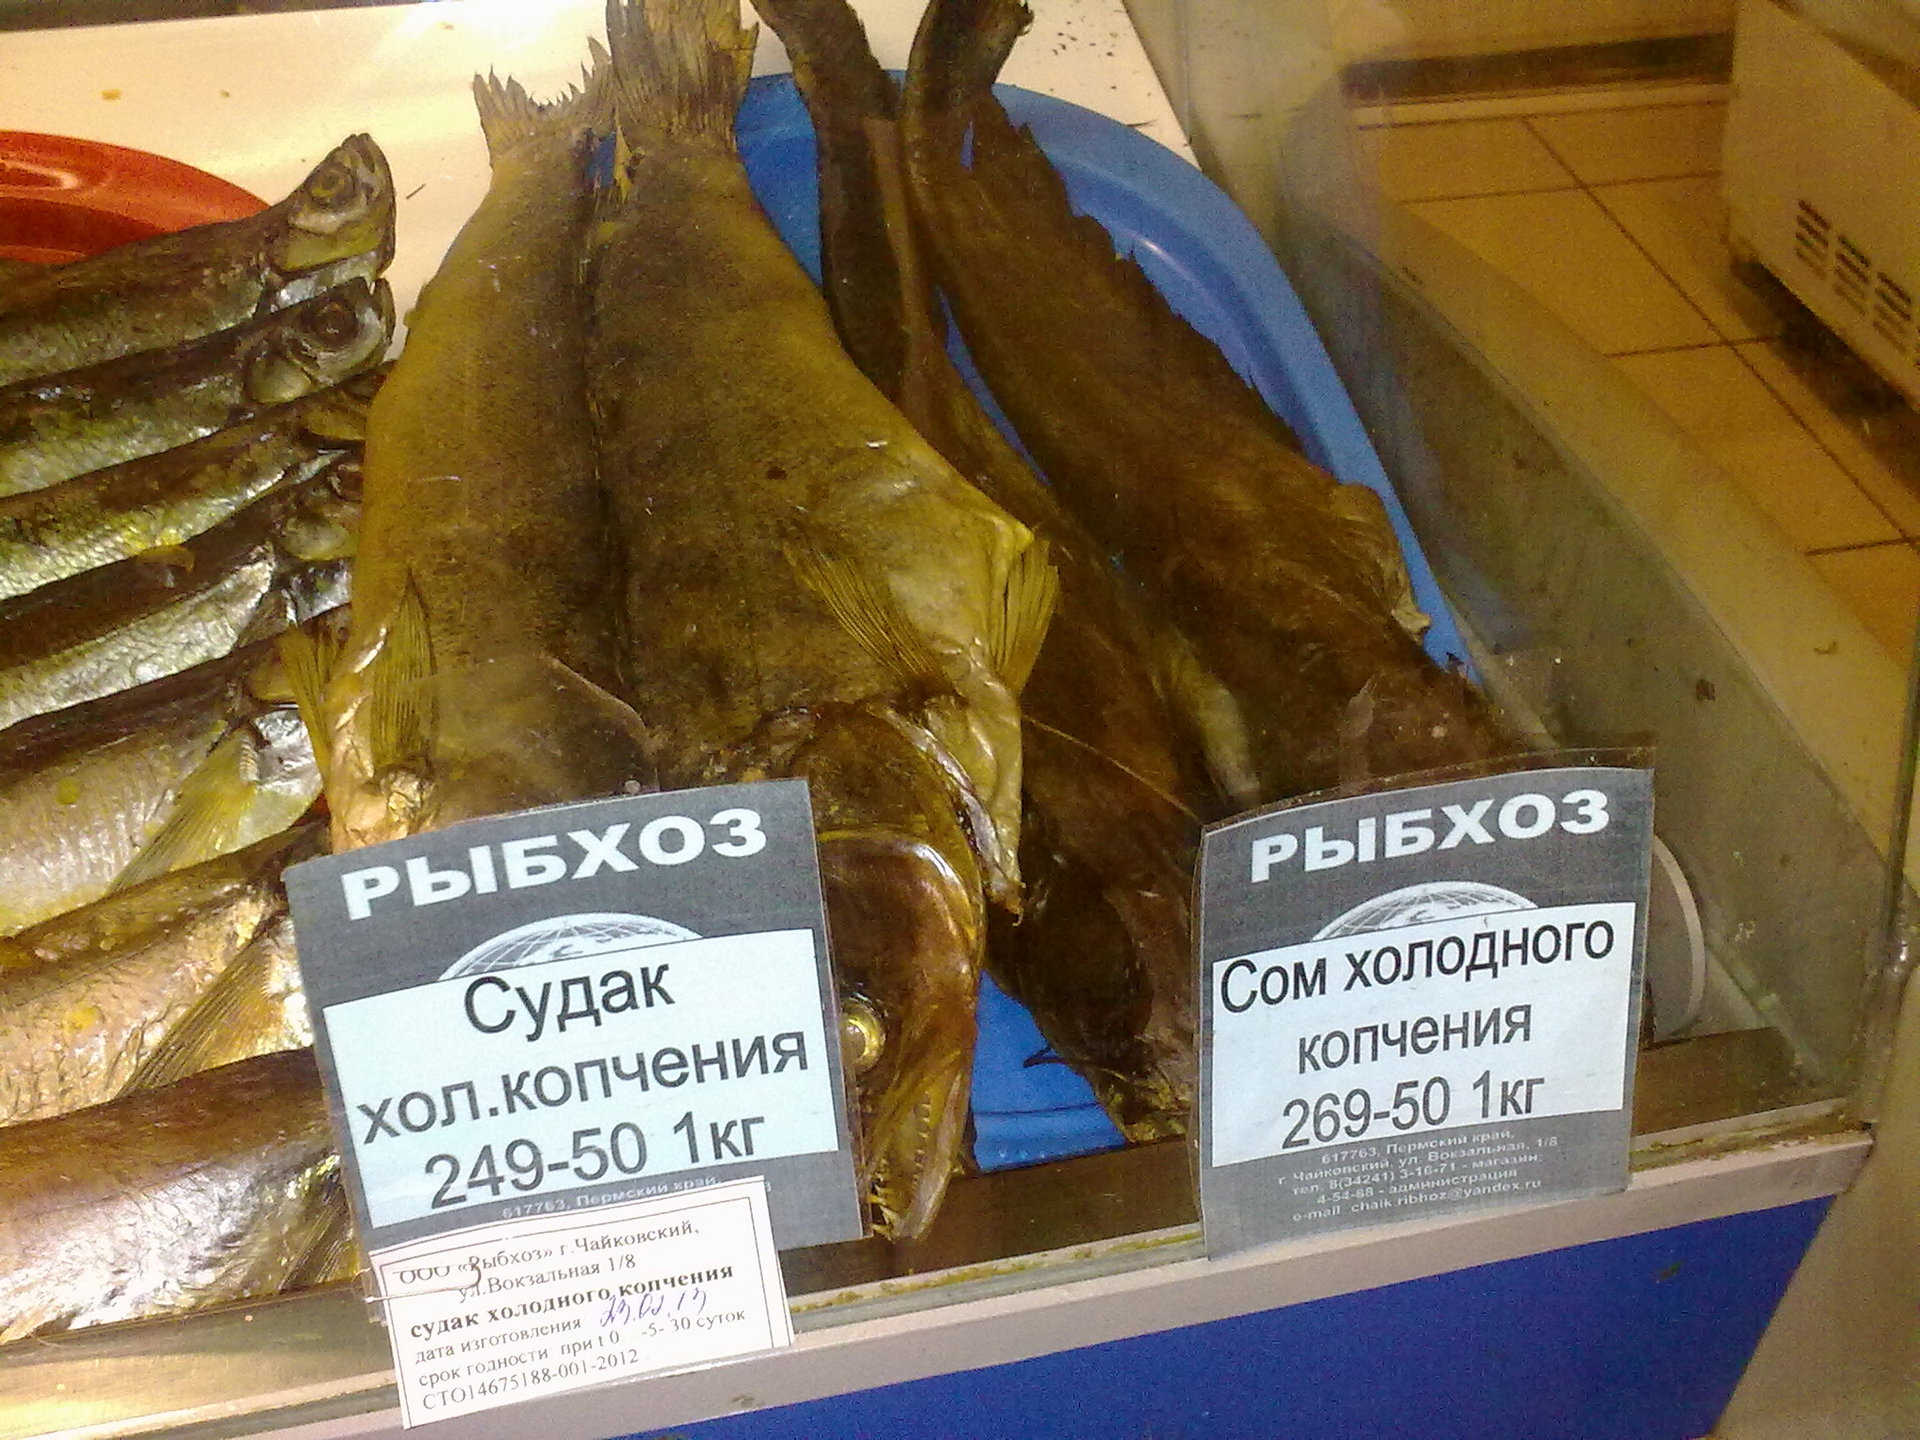 РЫБХОЗ
Судак
хол.копчения
249-50 1кг
617763, Пермский край,
ООО «Рыбхоз» г.Чайковский,
ул.Вокзальная 1/8
судак холодного копчения
дата изготовления
срок годности при t 0 -5- 30 суток
СТО14675188-001-2012
РЫБХОЗ
Сом холодного
копчения
269-50 1кг
617763, Пермский край,
г. Чайковский, ул. Вокзальная, 1/8
тел. 8(34241) 3-16-71 - магазин,
4-54-88 - администрация
e-mail chaik.ribhoz@yandex.ru